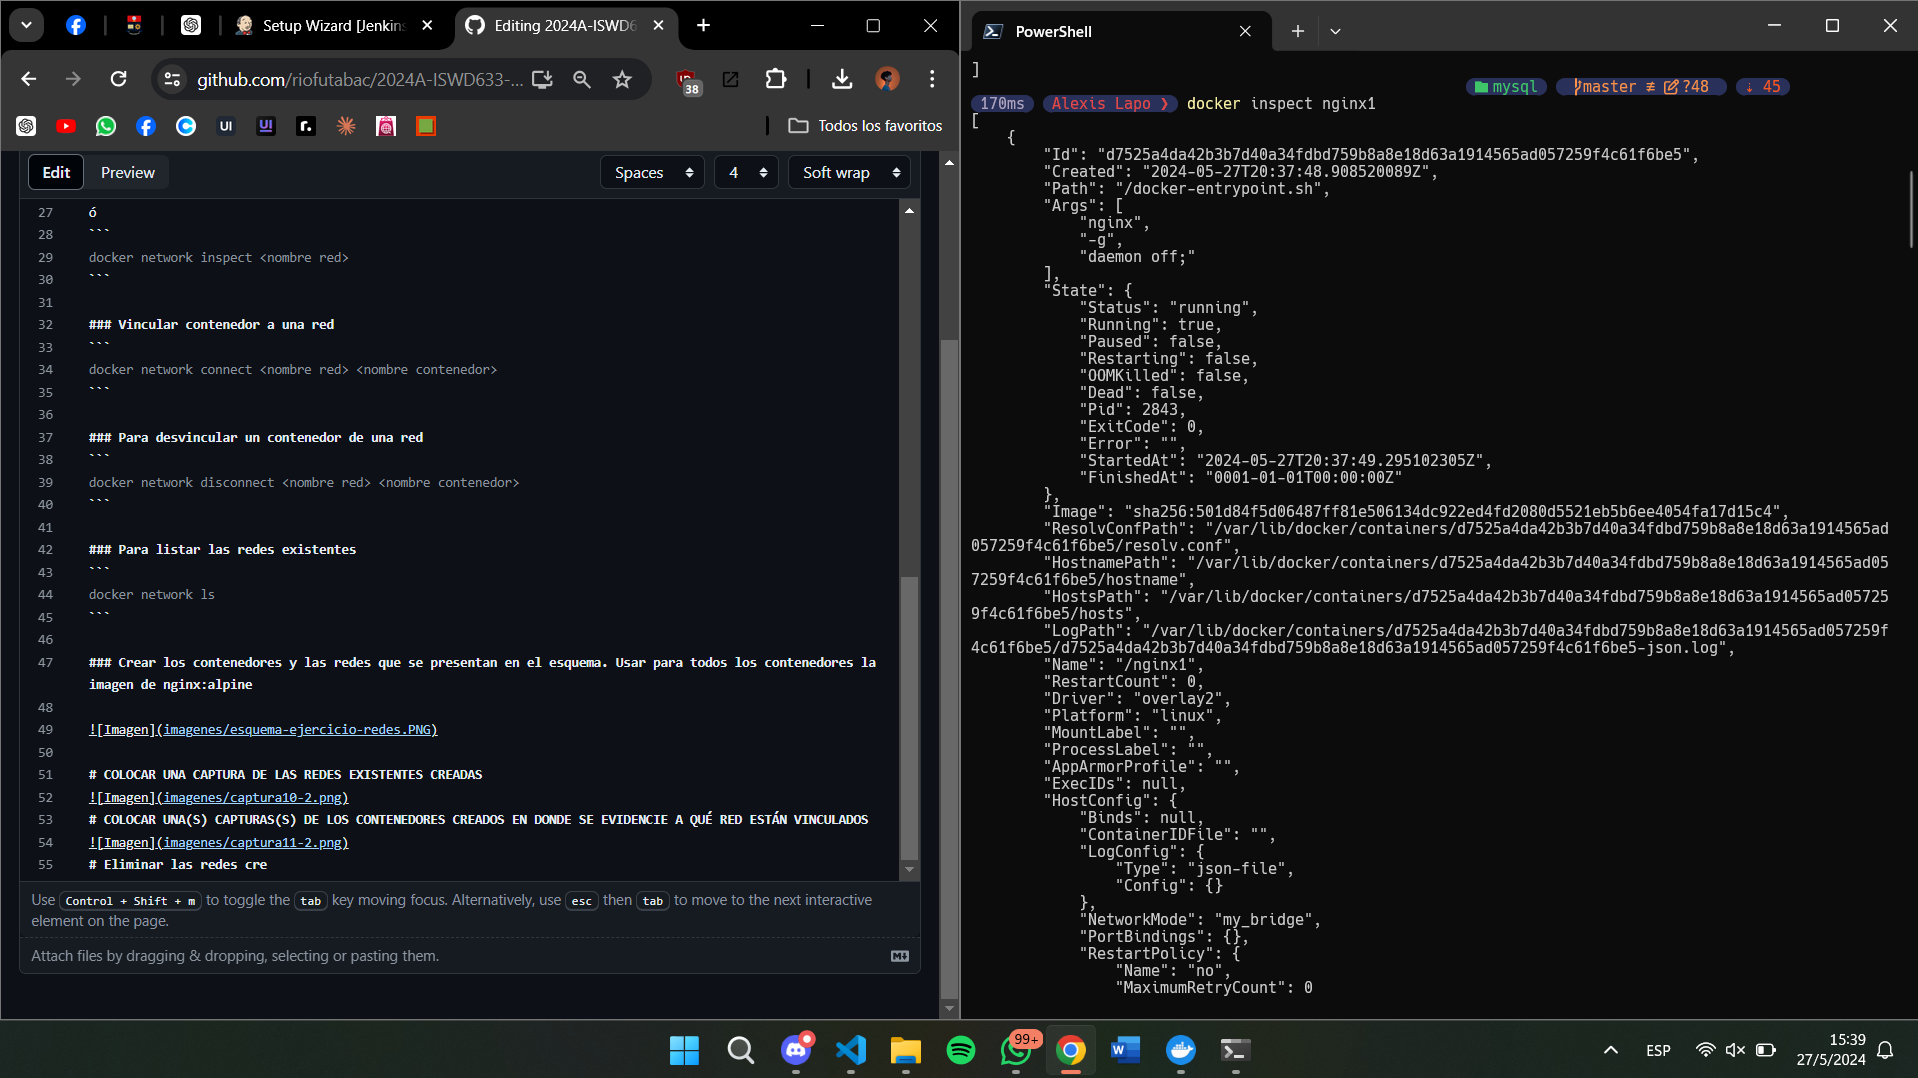 Setup Wizard [Jenkins
Editing 2024A-ISWD6
github.com/riofutabac/2024A-ISWD633-...
38
UI
UI
r.
Todos los favoritos
Edit
Preview
Spaces
4
Soft wrap
27 ó
28 ```
29 docker network inspect <nombre red>
30 ```
31
32 ### Vincular contenedor a una red
33 ```
34 docker network connect <nombre red> <nombre contenedor>
35 ```
36
37 ### Para desvincular un contenedor de una red
38 ```
39 docker network disconnect <nombre red> <nombre contenedor>
40 ```
41
42 ### Para listar las redes existentes
43 ```
44 docker network ls
45 ```
46
47 ### Crear los contenedores y las redes que se presentan en el esquema. Usar para todos los contenedores la
imagen de nginx:alpine
48
49 ![Imagen](imagenes/esquema-ejercicio-redes.PNG)
50
51 # COLOCAR UNA CAPTURA DE LAS REDES EXISTENTES CREADAS
52 ![Imagen](imagenes/captura10-2.png)
53 # COLOCAR UNA(S) CAPTURAS(S) DE LOS CONTENEDORES CREADOS EN DONDE SE EVIDENCIE A QUÉ RED ESTÁN VINCULADOS
54 ![Imagen](imagenes/captura11-2.png)
55 # Eliminar las redes cre
Use Control + Shift + m to toggle the tab key moving focus. Alternatively, use esc then tab to move to the next interactive
element on the page.
Attach files by dragging & dropping, selecting or pasting them.
PowerShell
]
mysql master ≢ ?48 ↓ 45
170ms Alexis Lapo ❯ docker inspect nginx1
[
{
"Id": "d7525a4da42b3b7d40a34fdbd759b8a8e18d63a1914565ad057259f4c61f6be5",
"Created": "2024-05-27T20:37:48.908520089Z",
"Path": "/docker-entrypoint.sh",
"Args": [
"nginx",
"-g",
"daemon off;"
],
"State": {
"Status": "running",
"Running": true,
"Paused": false,
"Restarting": false,
"OOMKilled": false,
"Dead": false,
"Pid": 2843,
"ExitCode": 0,
"Error": "",
"StartedAt": "2024-05-27T20:37:49.295102305Z",
"FinishedAt": "0001-01-01T00:00:00Z"
},
"Image": "sha256:501d84f5d06487ff81e506134dc922ed4fd2080d5521eb5b6ee4054fa17d15c4",
"ResolvConfPath": "/var/lib/docker/containers/d7525a4da42b3b7d40a34fdbd759b8a8e18d63a1914565ad
057259f4c61f6be5/resolv.conf",
"HostnamePath": "/var/lib/docker/containers/d7525a4da42b3b7d40a34fdbd759b8a8e18d63a1914565ad05
7259f4c61f6be5/hostname",
"HostsPath": "/var/lib/docker/containers/d7525a4da42b3b7d40a34fdbd759b8a8e18d63a1914565ad05725
9f4c61f6be5/hosts",
"LogPath": "/var/lib/docker/containers/d7525a4da42b3b7d40a34fdbd759b8a8e18d63a1914565ad057259f
4c61f6be5/d7525a4da42b3b7d40a34fdbd759b8a8e18d63a1914565ad057259f4c61f6be5-json.log",
"Name": "/nginx1",
"RestartCount": 0,
"Driver": "overlay2",
"Platform": "linux",
"MountLabel": "",
"ProcessLabel": "",
"AppArmorProfile": "",
"ExecIDs": null,
"HostConfig": {
"Binds": null,
"ContainerIDFile": "",
"LogConfig": {
"Type": "json-file",
"Config": {}
},
"NetworkMode": "my_bridge",
"PortBindings": {},
"RestartPolicy": {
"Name": "no",
"MaximumRetryCount": 0
99+
ESP
15:39
27/5/2024